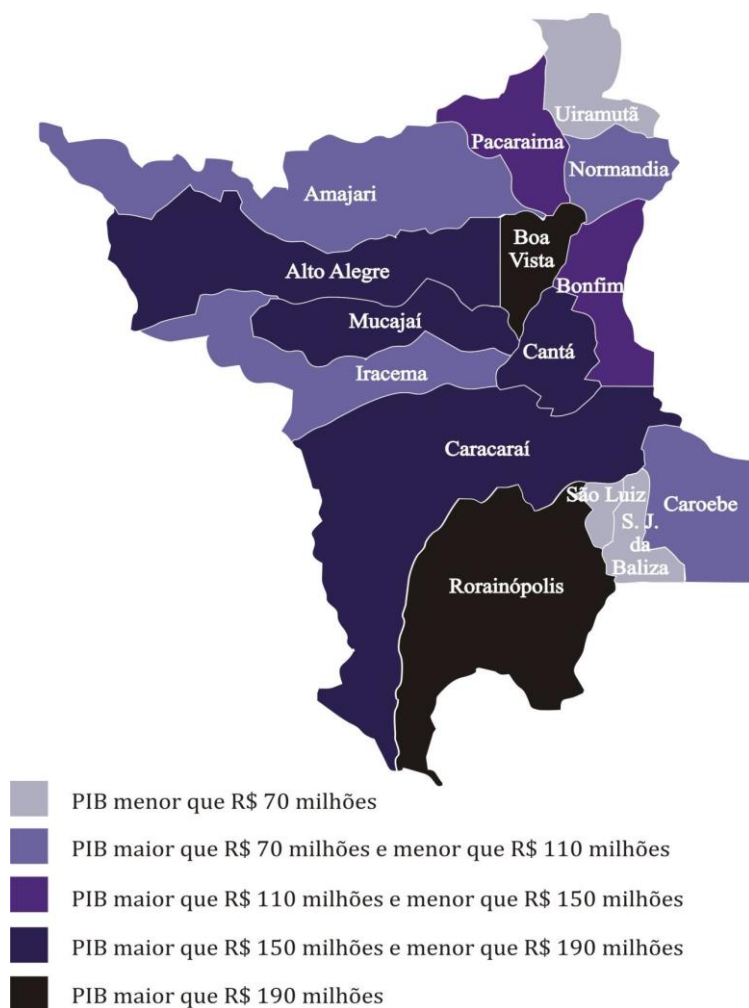 Uiramutã
Pacaraima
Normandia
Amajari
Boa
Vista
Alto Alegre
Bonfim
Mucajaí
Cantá
Iracema
Caracaraí
São Luiz
S. J.
da
Baliza
Caroebe
Rorainópolis
PIB menor que R$ 70 milhões
PIB maior que R$ 70 milhões e menor que R$ 110 milhões
PIB maior que R$ 110 milhões e menor que R$ 150 milhões
PIB maior que R$ 150 milhões e menor que R$ 190 milhões
PIB maior que R$ 190 milhões